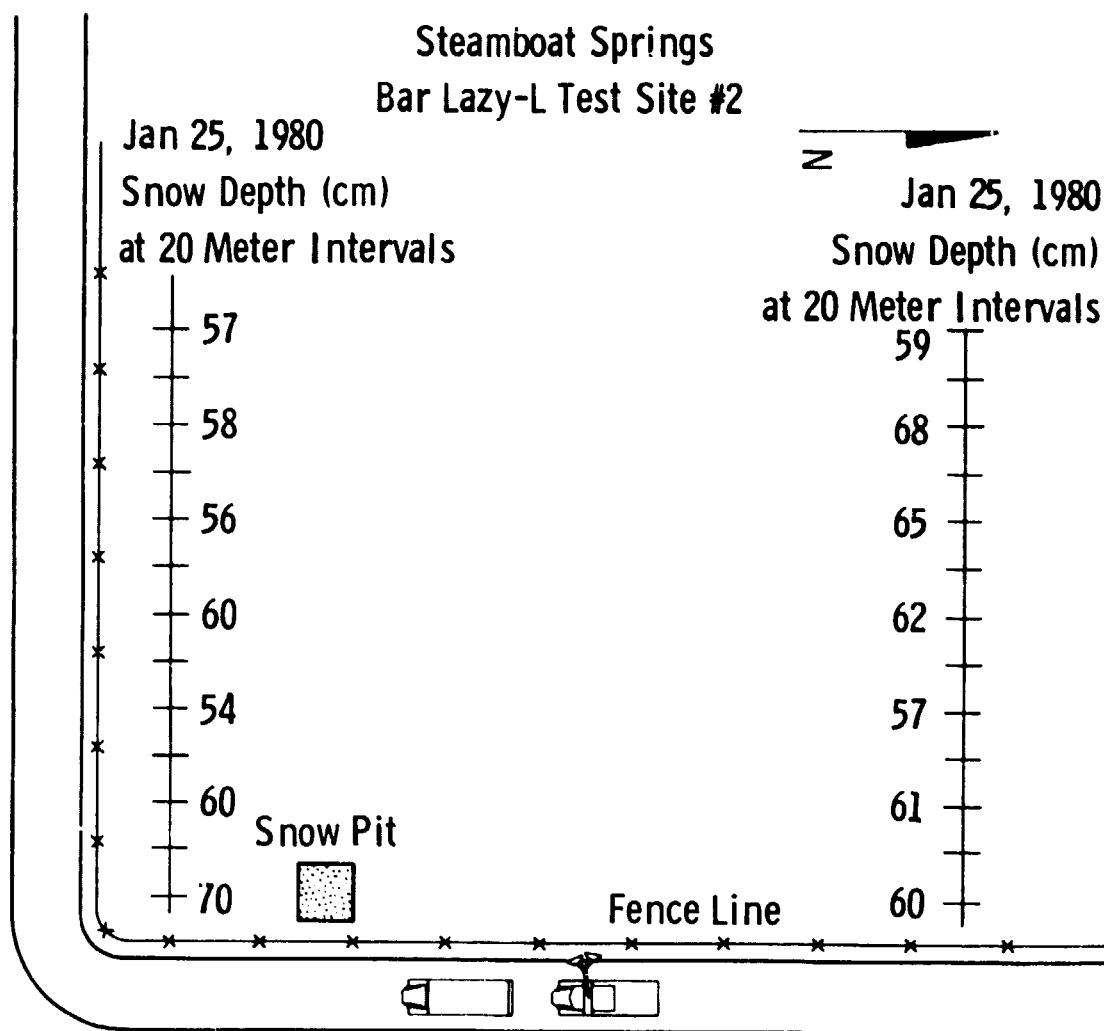 Steamboat Springs
Bar Lazy-L Test Site #2
Jan 25, 1980
Snow Depth (cm)
at 20 Meter Intervals
57
58
56
60
54
60
70
Snow Pit
Fence Line
N
Jan 25, 1980
Snow Depth (cm)
at 20 Meter Intervals
59
68
65
62
57
61
60